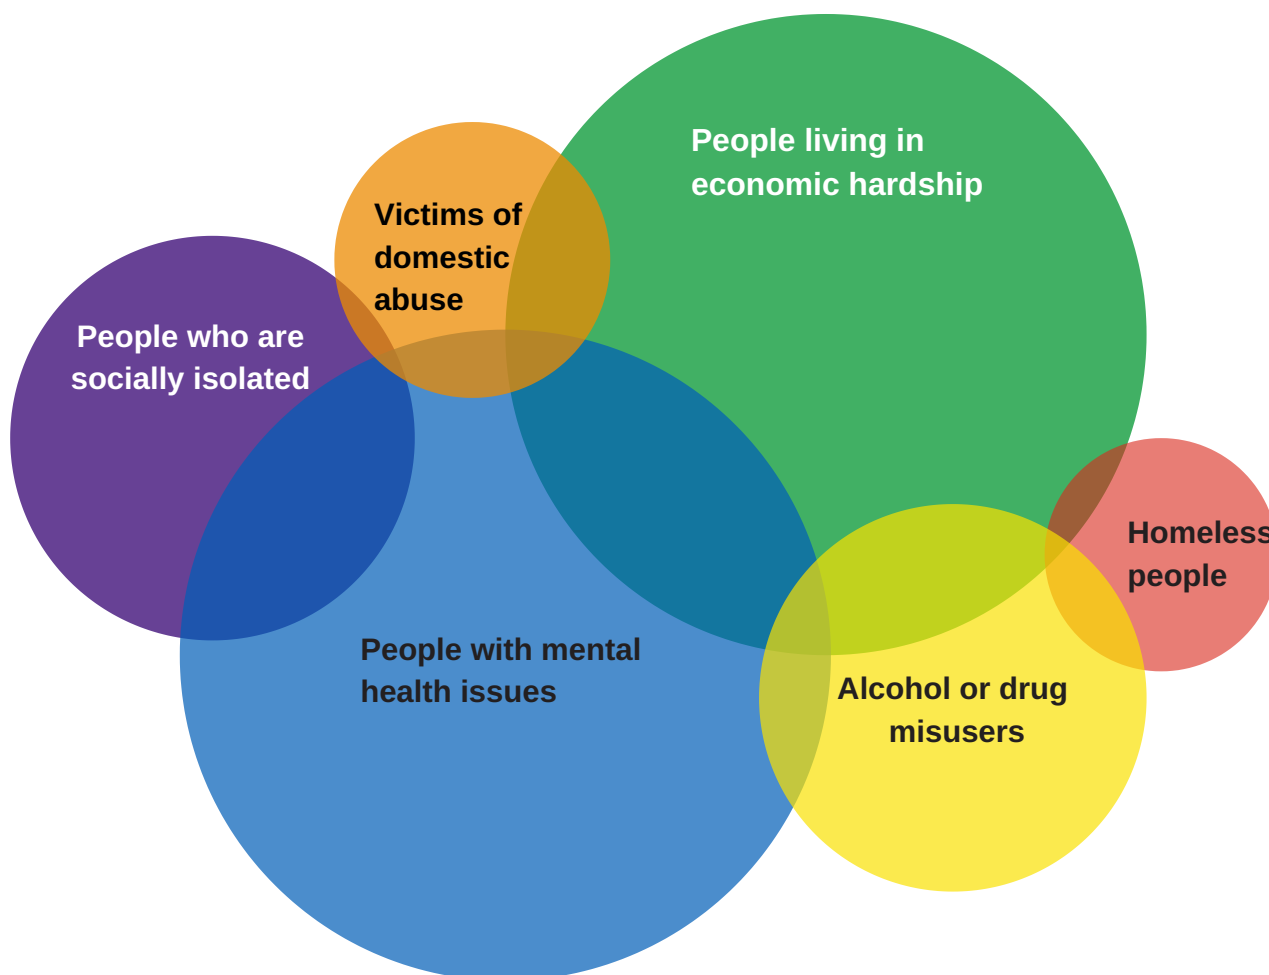 People living in
economic hardship
Victims of
domestic
abuse
People who are
socially isolated
Homeless
people
People with mental
health issues
Alcohol or drug
misusers